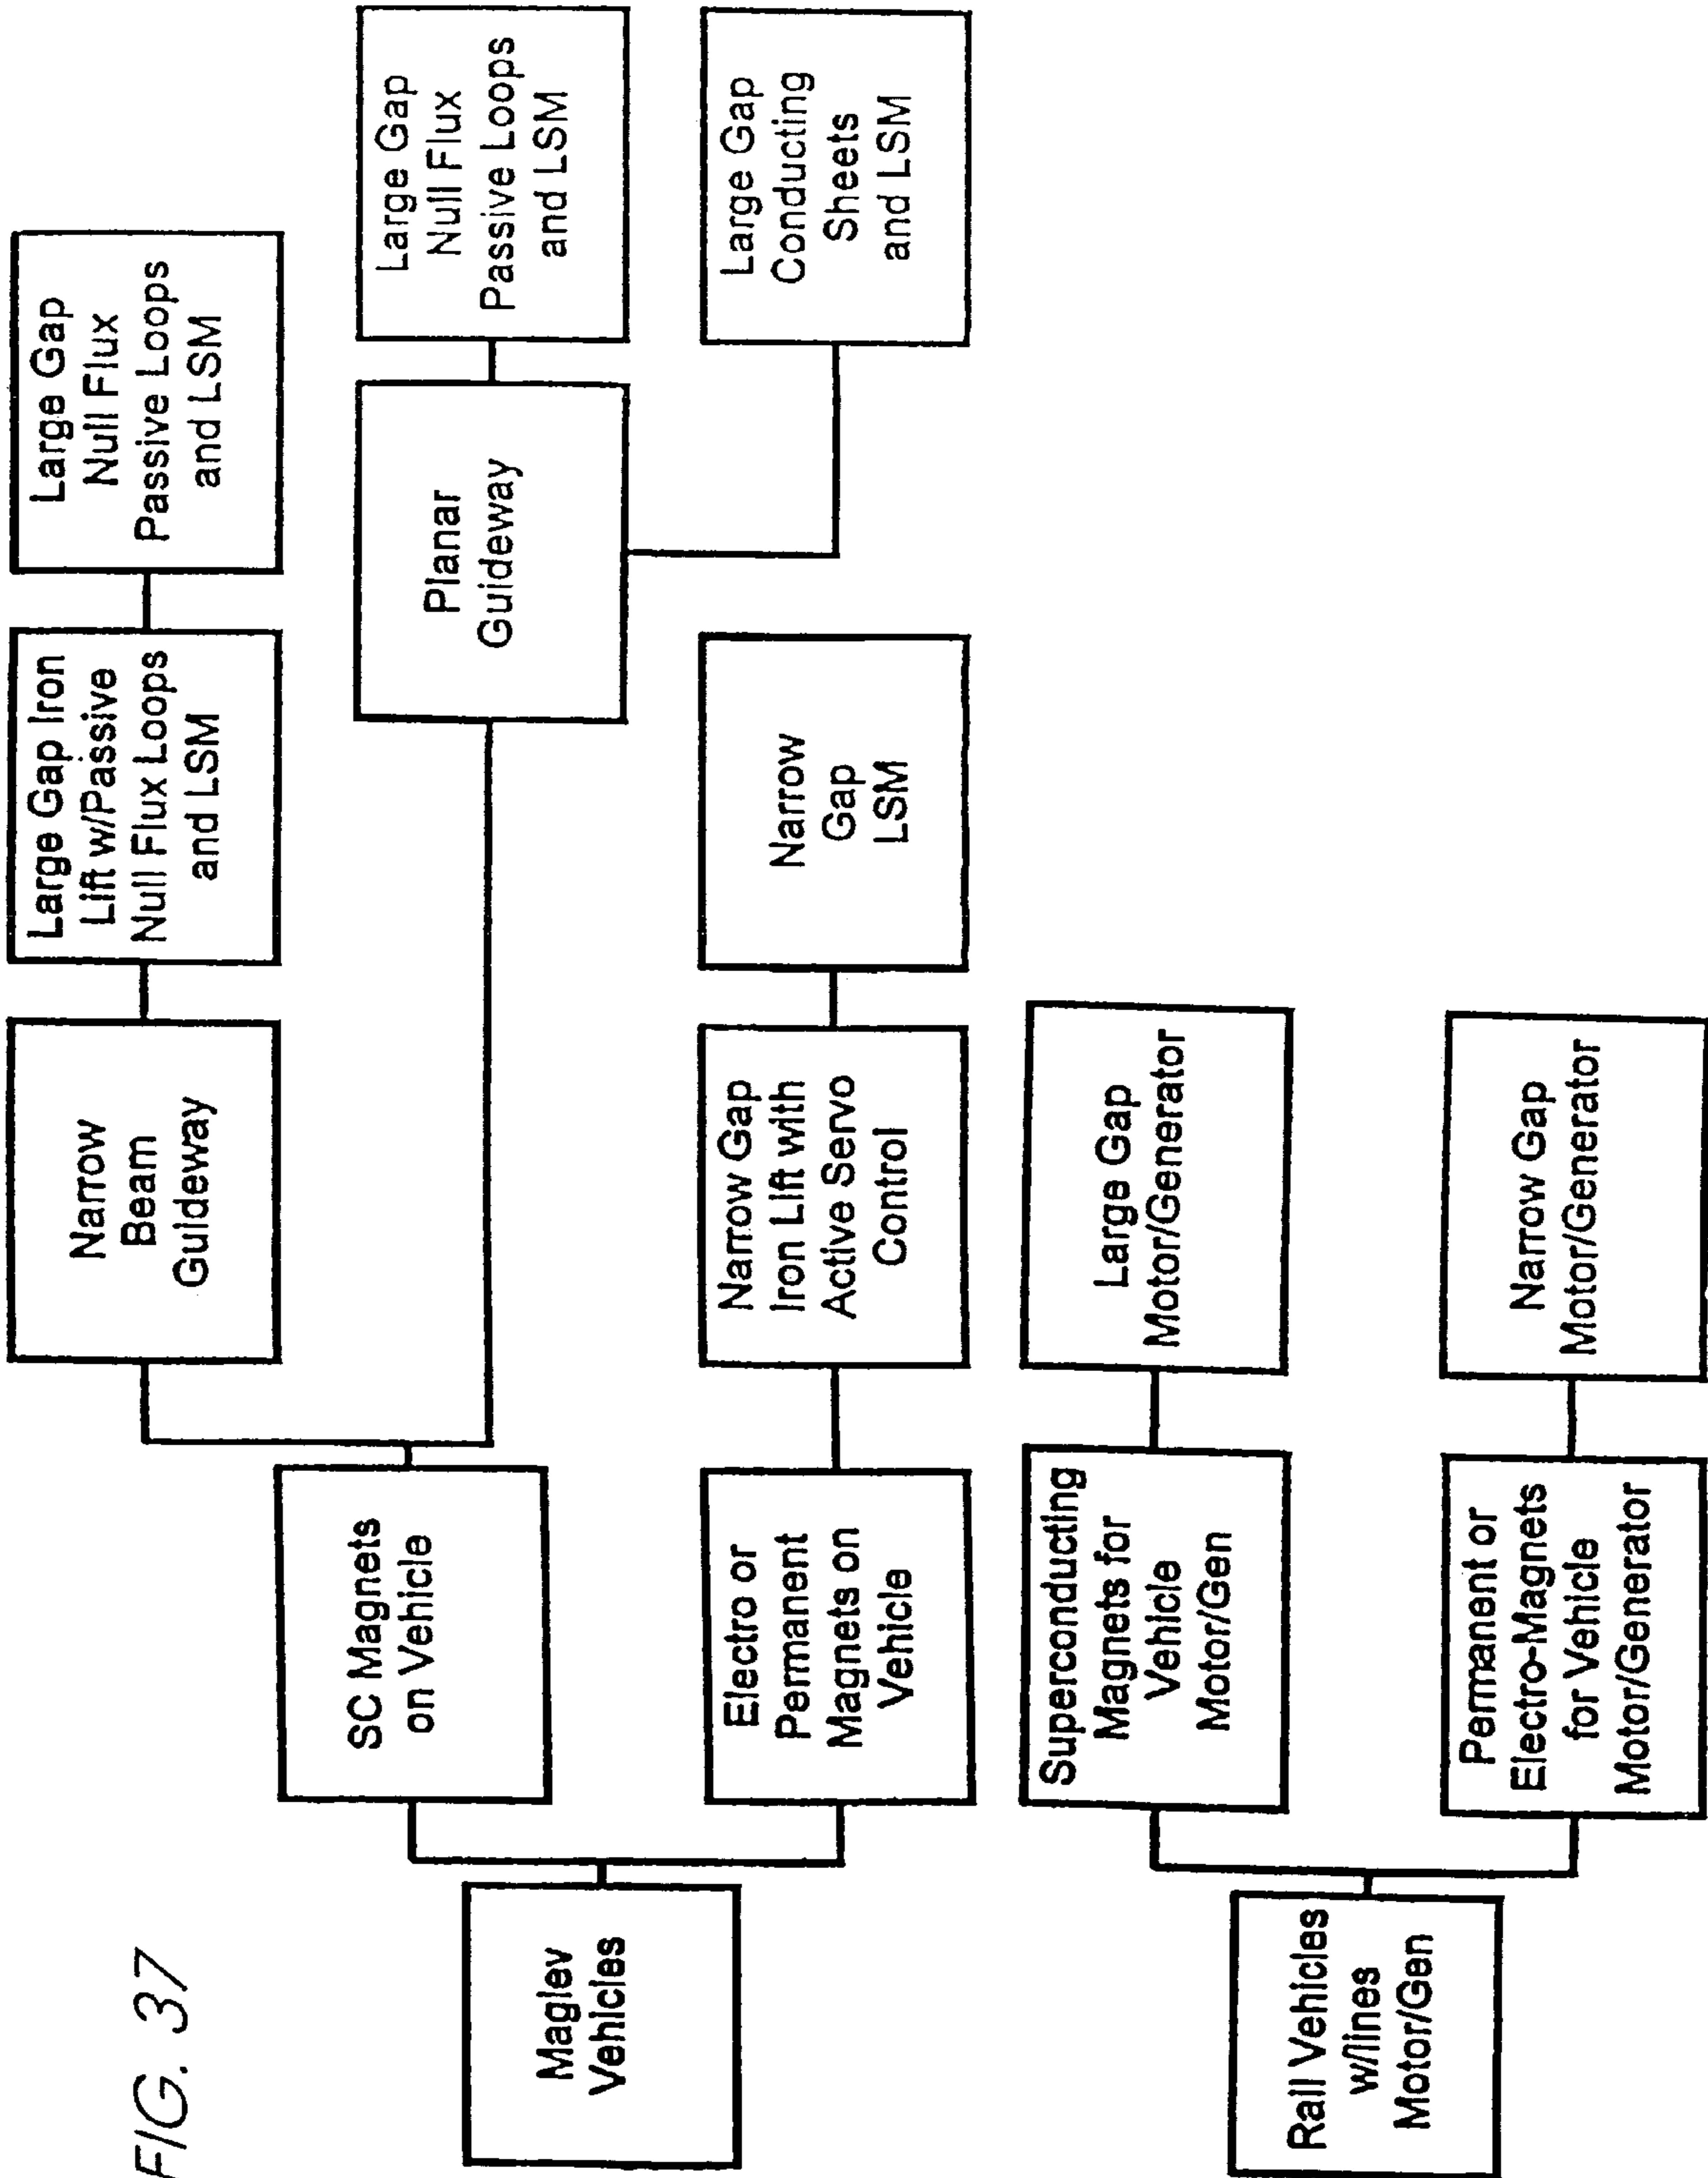 FIG. 37
Maglev
Vehicles
SC Magnets
on Vehicle
Narrow
Beam
Guideway
Large Gap Iron
Lift w/Passive
Null Flux Loops
and LSM
Large Gap
Null Flux
Passive Loops
and LSM
Planar
Guideway
Large Gap
Null Flux
Passive Loops
and LSM
Large Gap
Conducting
Sheets
and LSM
Electro or
Permanent
Magnets on
Vehicle
Narrow Gap
Iron Lift with
Active Servo
Control
Narrow
Gap
LSM
Rail Vehicles
w/lines
Motor/Gen
Superconducting
Magnets for
Vehicle
Motor/Gen
Large Gap
Motor/Generator
Permanent or
Electro-Magnets
for Vehicle
Motor/Generator
Narrow Gap
Motor/Generator